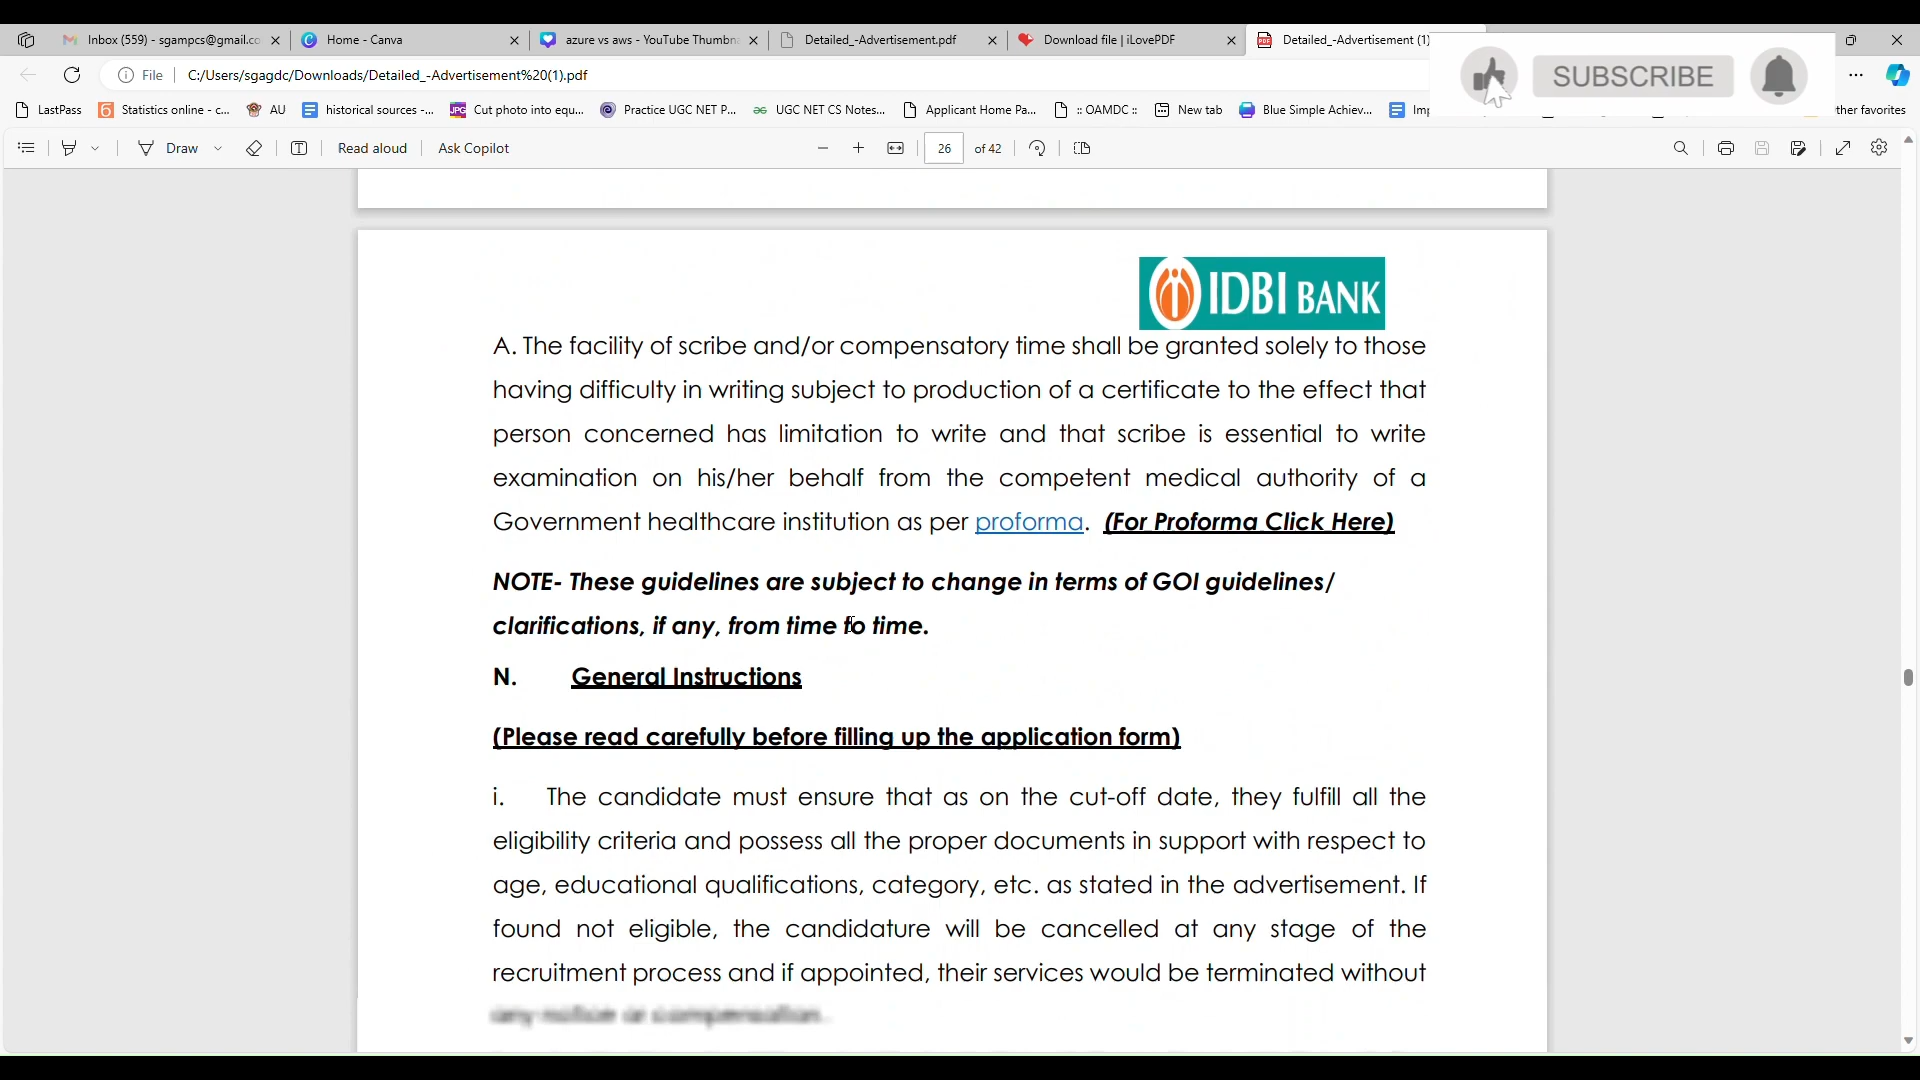 Inbox (559) - sgampcs@gmail.co
Home - Canva
azure vs aws - YouTube Thumbn
Detailed_-Advertisement.pdf
Download file | iLovePDF
Detailed_-Advertisement (1)
File
C:/Users/sgagdc/Downloads/Detailed_-Advertisement%20(1).pdf
SUBSCRIBE
LastPass
Statistics online - c...
AU
historical sources -...
Cut photo into equ...
Practice UGC NET P...
UGC NET CS Notes...
Applicant Home Pa...
:: OAMDC ::
New tab
Blue Simple Achiev...
Imp
ther favorites
Draw
Read aloud
Ask Copilot
26 of 42
IDBI BANK
A. The facility of scribe and/or compensatory time shall be granted solely to those
having difficulty in writing subject to production of a certificate to the effect that
person concerned has limitation to write and that scribe is essential to write
examination on his/her behalf from the competent medical authority of a
Government healthcare institution as per proforma. (For Proforma Click Here)
NOTE- These guidelines are subject to change in terms of GOI guidelines/
clarifications, if any, from time to time.
N. General Instructions
(Please read carefully before filling up the application form)
i. The candidate must ensure that as on the cut-off date, they fulfill all the
eligibility criteria and possess all the proper documents in support with respect to
age, educational qualifications, category, etc. as stated in the advertisement. If
found not eligible, the candidature will be cancelled at any stage of the
recruitment process and if appointed, their services would be terminated without
any notice or compensation.